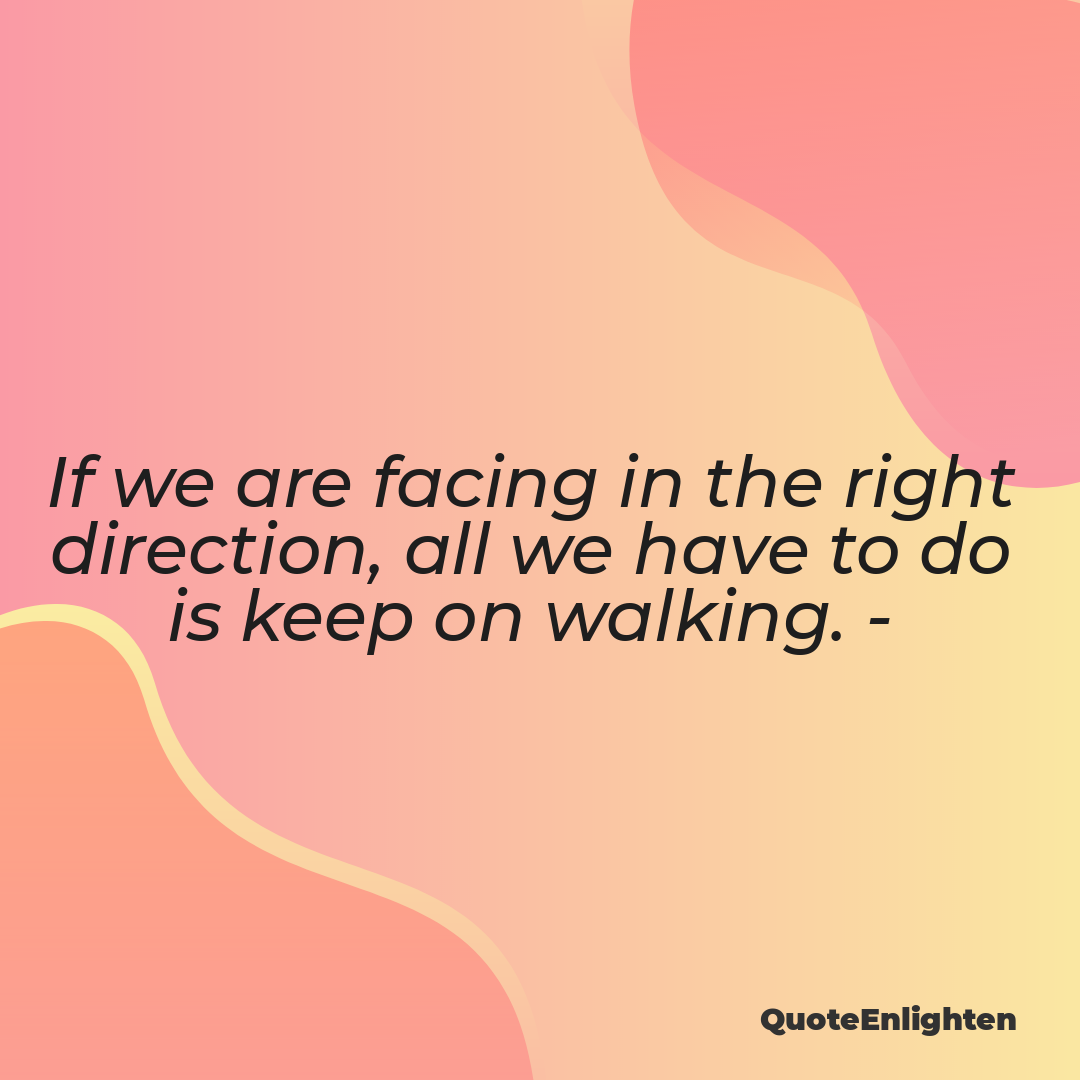 If we are facing in the right
direction, all we have to do
is keep on walking. -
QuoteEnlighten